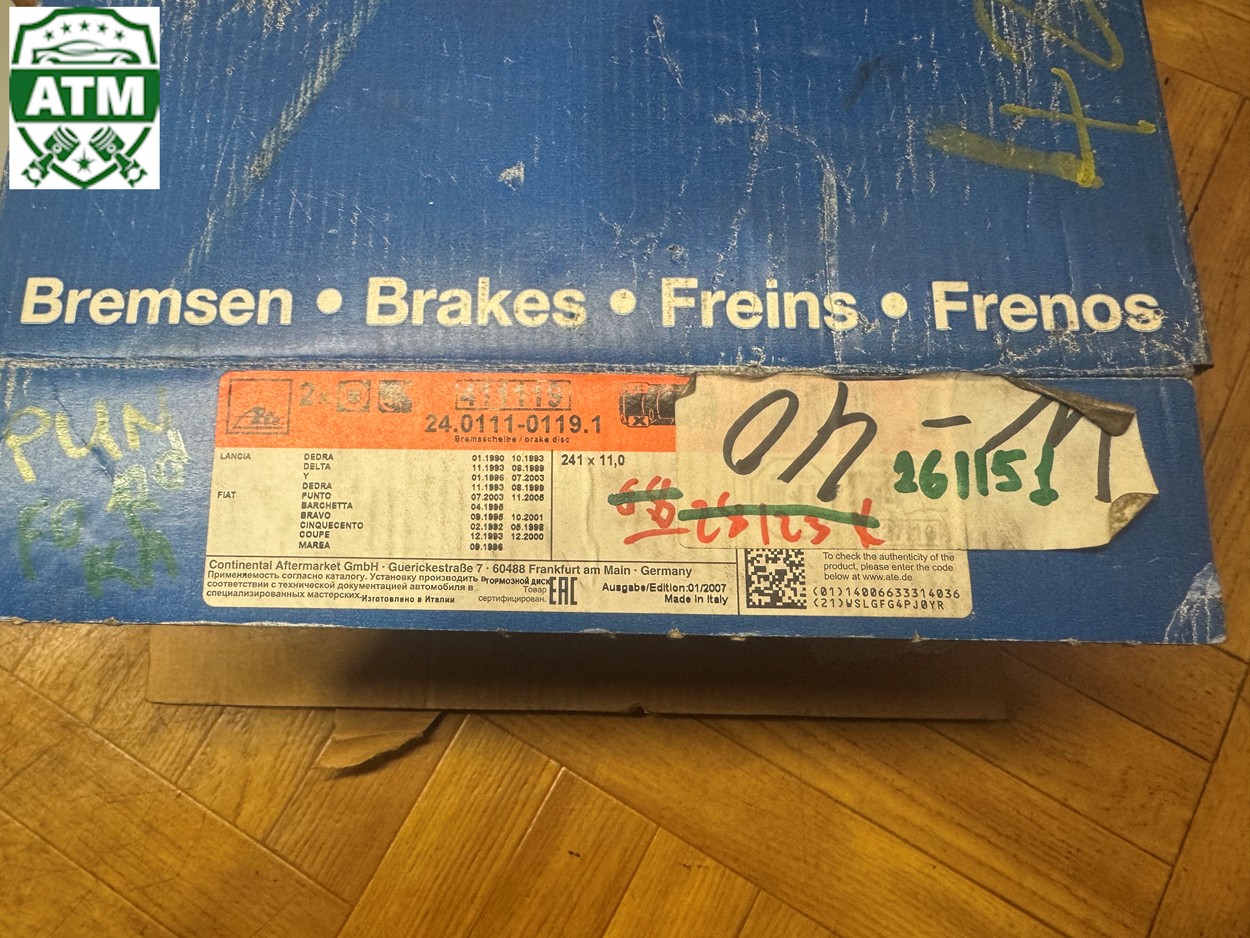 ATM
Bremsen • Brakes • Freins • Frenos
PUN
Ate
2x
411119
24.0111-0119.1
Bremsscheibe / brake disc
LANCIA DEDRA 01.1990 10.1993
DELTA 11.1993 08.1999
Y 01.1996 07.2003
DEDRA 11.1993 08.1999
FIAT PUNTO 07.2003 11.2005
BARCHETTA 04.1995
BRAVO 09.1995 10.2001
CINQUECENTO 02.1992 05.1998
COUPE 12.1993 12.2000
MAREA 09.1996
241 x 11,0
261151
Continental Aftermarket GmbH · Guerickestraße 7 · 60488 Frankfurt am Main · Germany
Применяемость согласно каталогу. Установку производить в
соответствии с технической документацией автомобиля в
специализированных мастерских. Изготовлено в Италии
ТОРМОЗНОЙ ДИСК
Товар
сертифицирован.
EAC
Ausgabe/Edition:01/2007
Made in Italy
To check the authenticity of the
product, please enter the code
below at www.ate.de
(01)14006633314036
(21)WSLGFG4PJ0YR